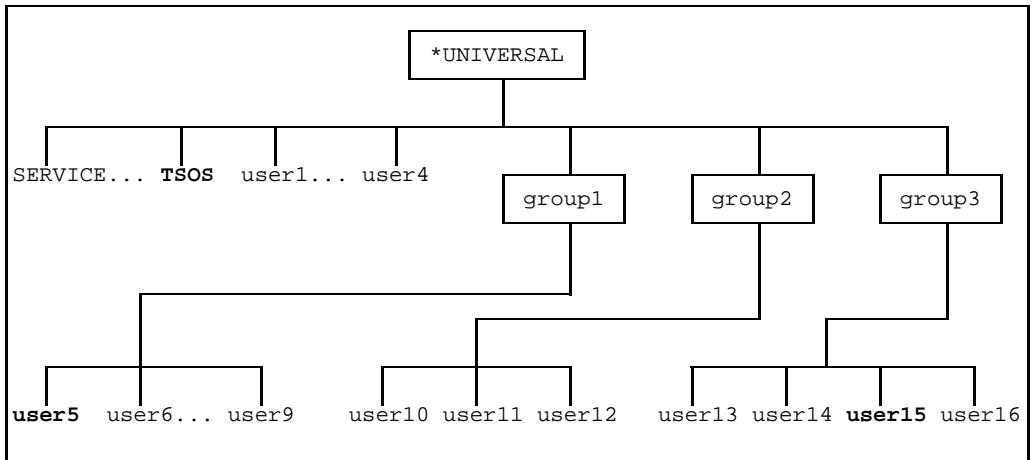 *UNIVERSAL
SERVICE... TSOS user1... user4
group1 group2 group3
user5 user6... user9 user10 user11 user12 user13 user14 user15 user16